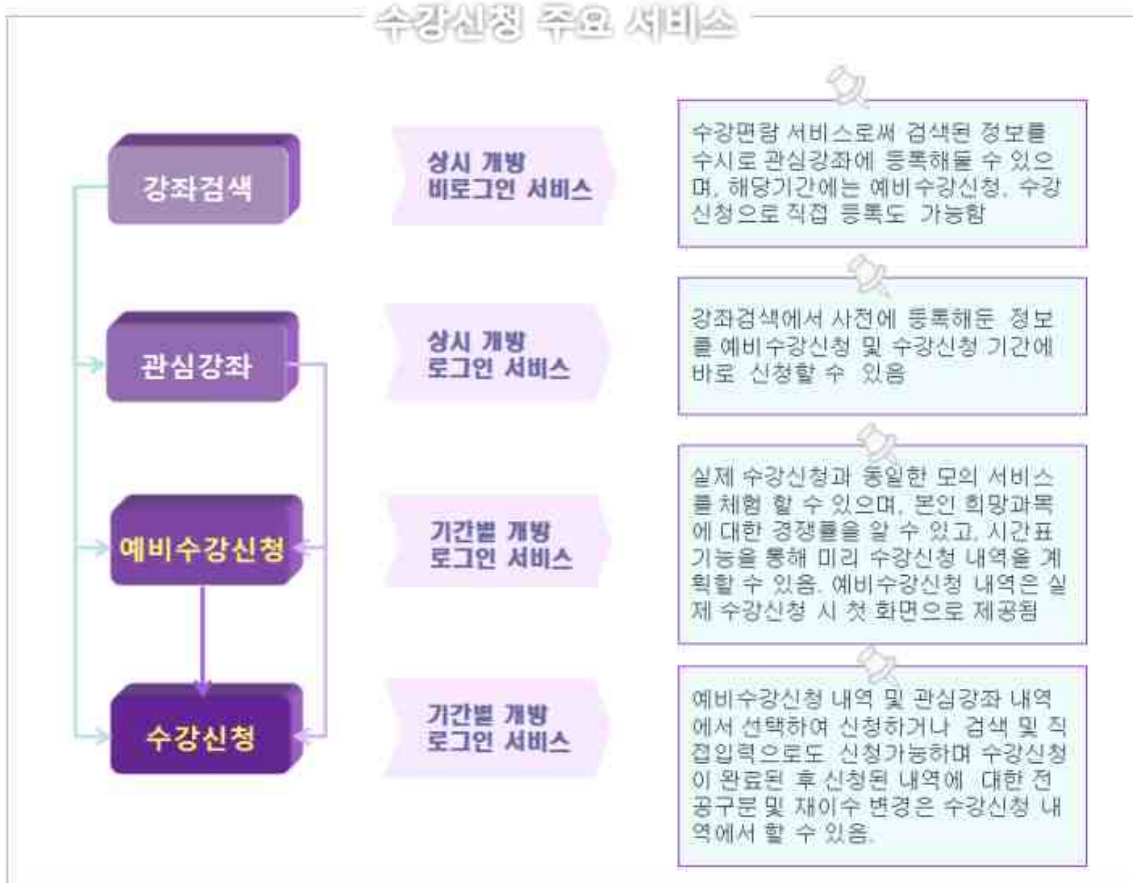 수강신청 주요 서비스
강좌검색
상시 개방
비로그인 서비스
수강편람 서비스로써 검색된 정보를
수시로 관심강좌에 등록해둘 수 있으
며, 해당기간에는 예비수강신청, 수강
신청으로 직접 등록도 가능함
관심강좌
상시 개방
로그인 서비스
강좌검색에서 사전에 등록해둔 정보
를 예비수강신청 및 수강신청 기간에
바로 신청할 수 있음
예비수강신청
기간별 개방
로그인 서비스
실제 수강신청과 동일한 모의 서비스
를 체험 할 수 있으며, 본인 희망과목
에 대한 경쟁률을 알 수 있고, 시간표
기능을 통해 미리 수강신청 내역을 계
획할 수 있음. 예비수강신청 내역은 실
제 수강신청 시 첫 화면으로 제공됨
수강신청
기간별 개방
로그인 서비스
예비수강신청 내역 및 관심강좌 내역
에서 선택하여 신청하거나 검색 및 직
접입력으로도 신청가능하며 수강신청
이 완료된 후 신청된 내역에 대한 전
공구분 및 재이수 변경은 수강신청 내
역에서 할 수 있음.